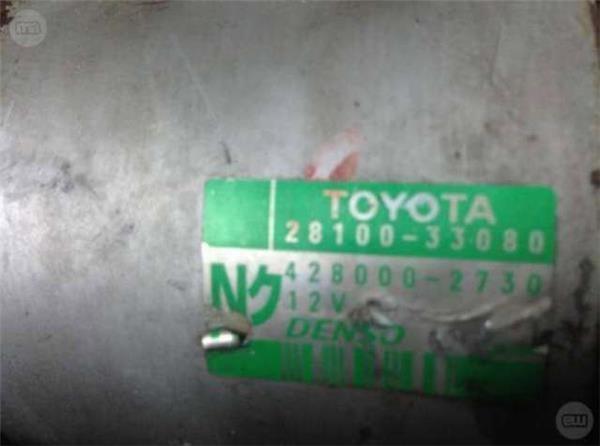 TOYOTA
28100-33080
Nク
428000-2730
12V
DENSO